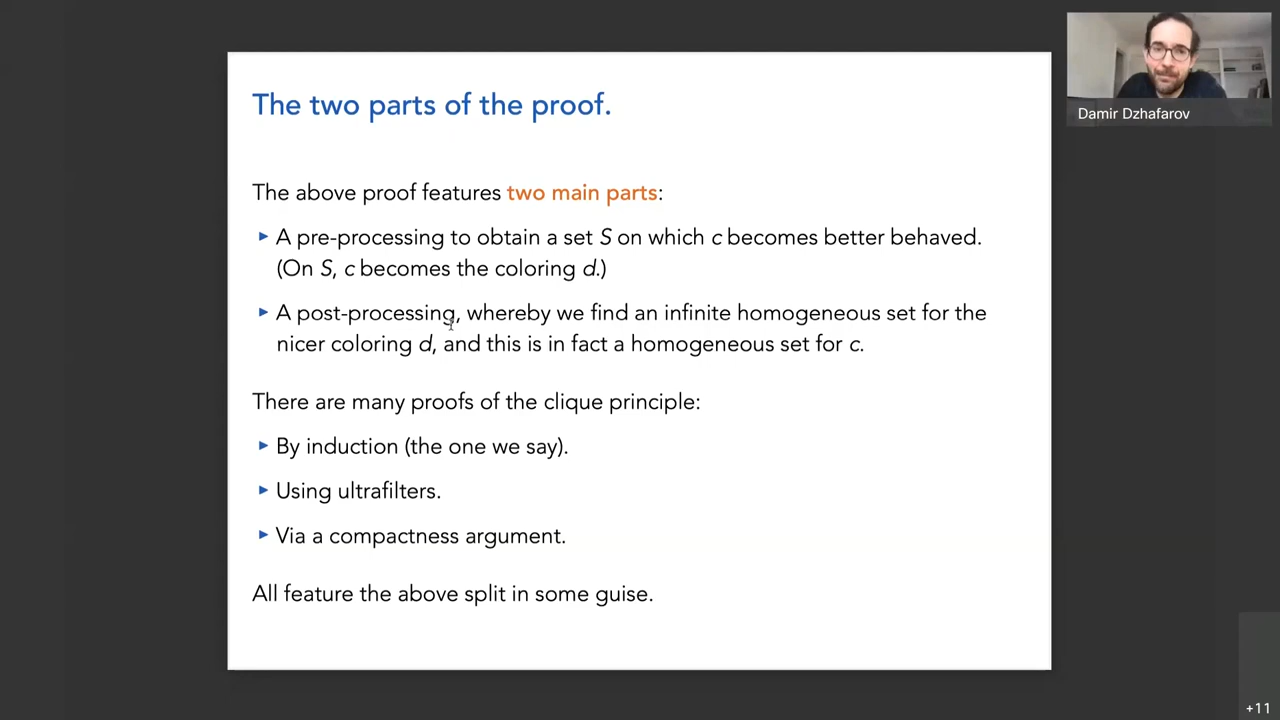 The two parts of the proof.
Damir Dzhafarov
The above proof features two main parts:
▸ A pre-processing to obtain a set S on which c becomes better behaved.
(On S, c becomes the coloring d.)
▸ A post-processing, whereby we find an infinite homogeneous set for the
nicer coloring d, and this is in fact a homogeneous set for c.
There are many proofs of the clique principle:
▸ By induction (the one we say).
▸ Using ultrafilters.
▸ Via a compactness argument.
All feature the above split in some guise.
+11